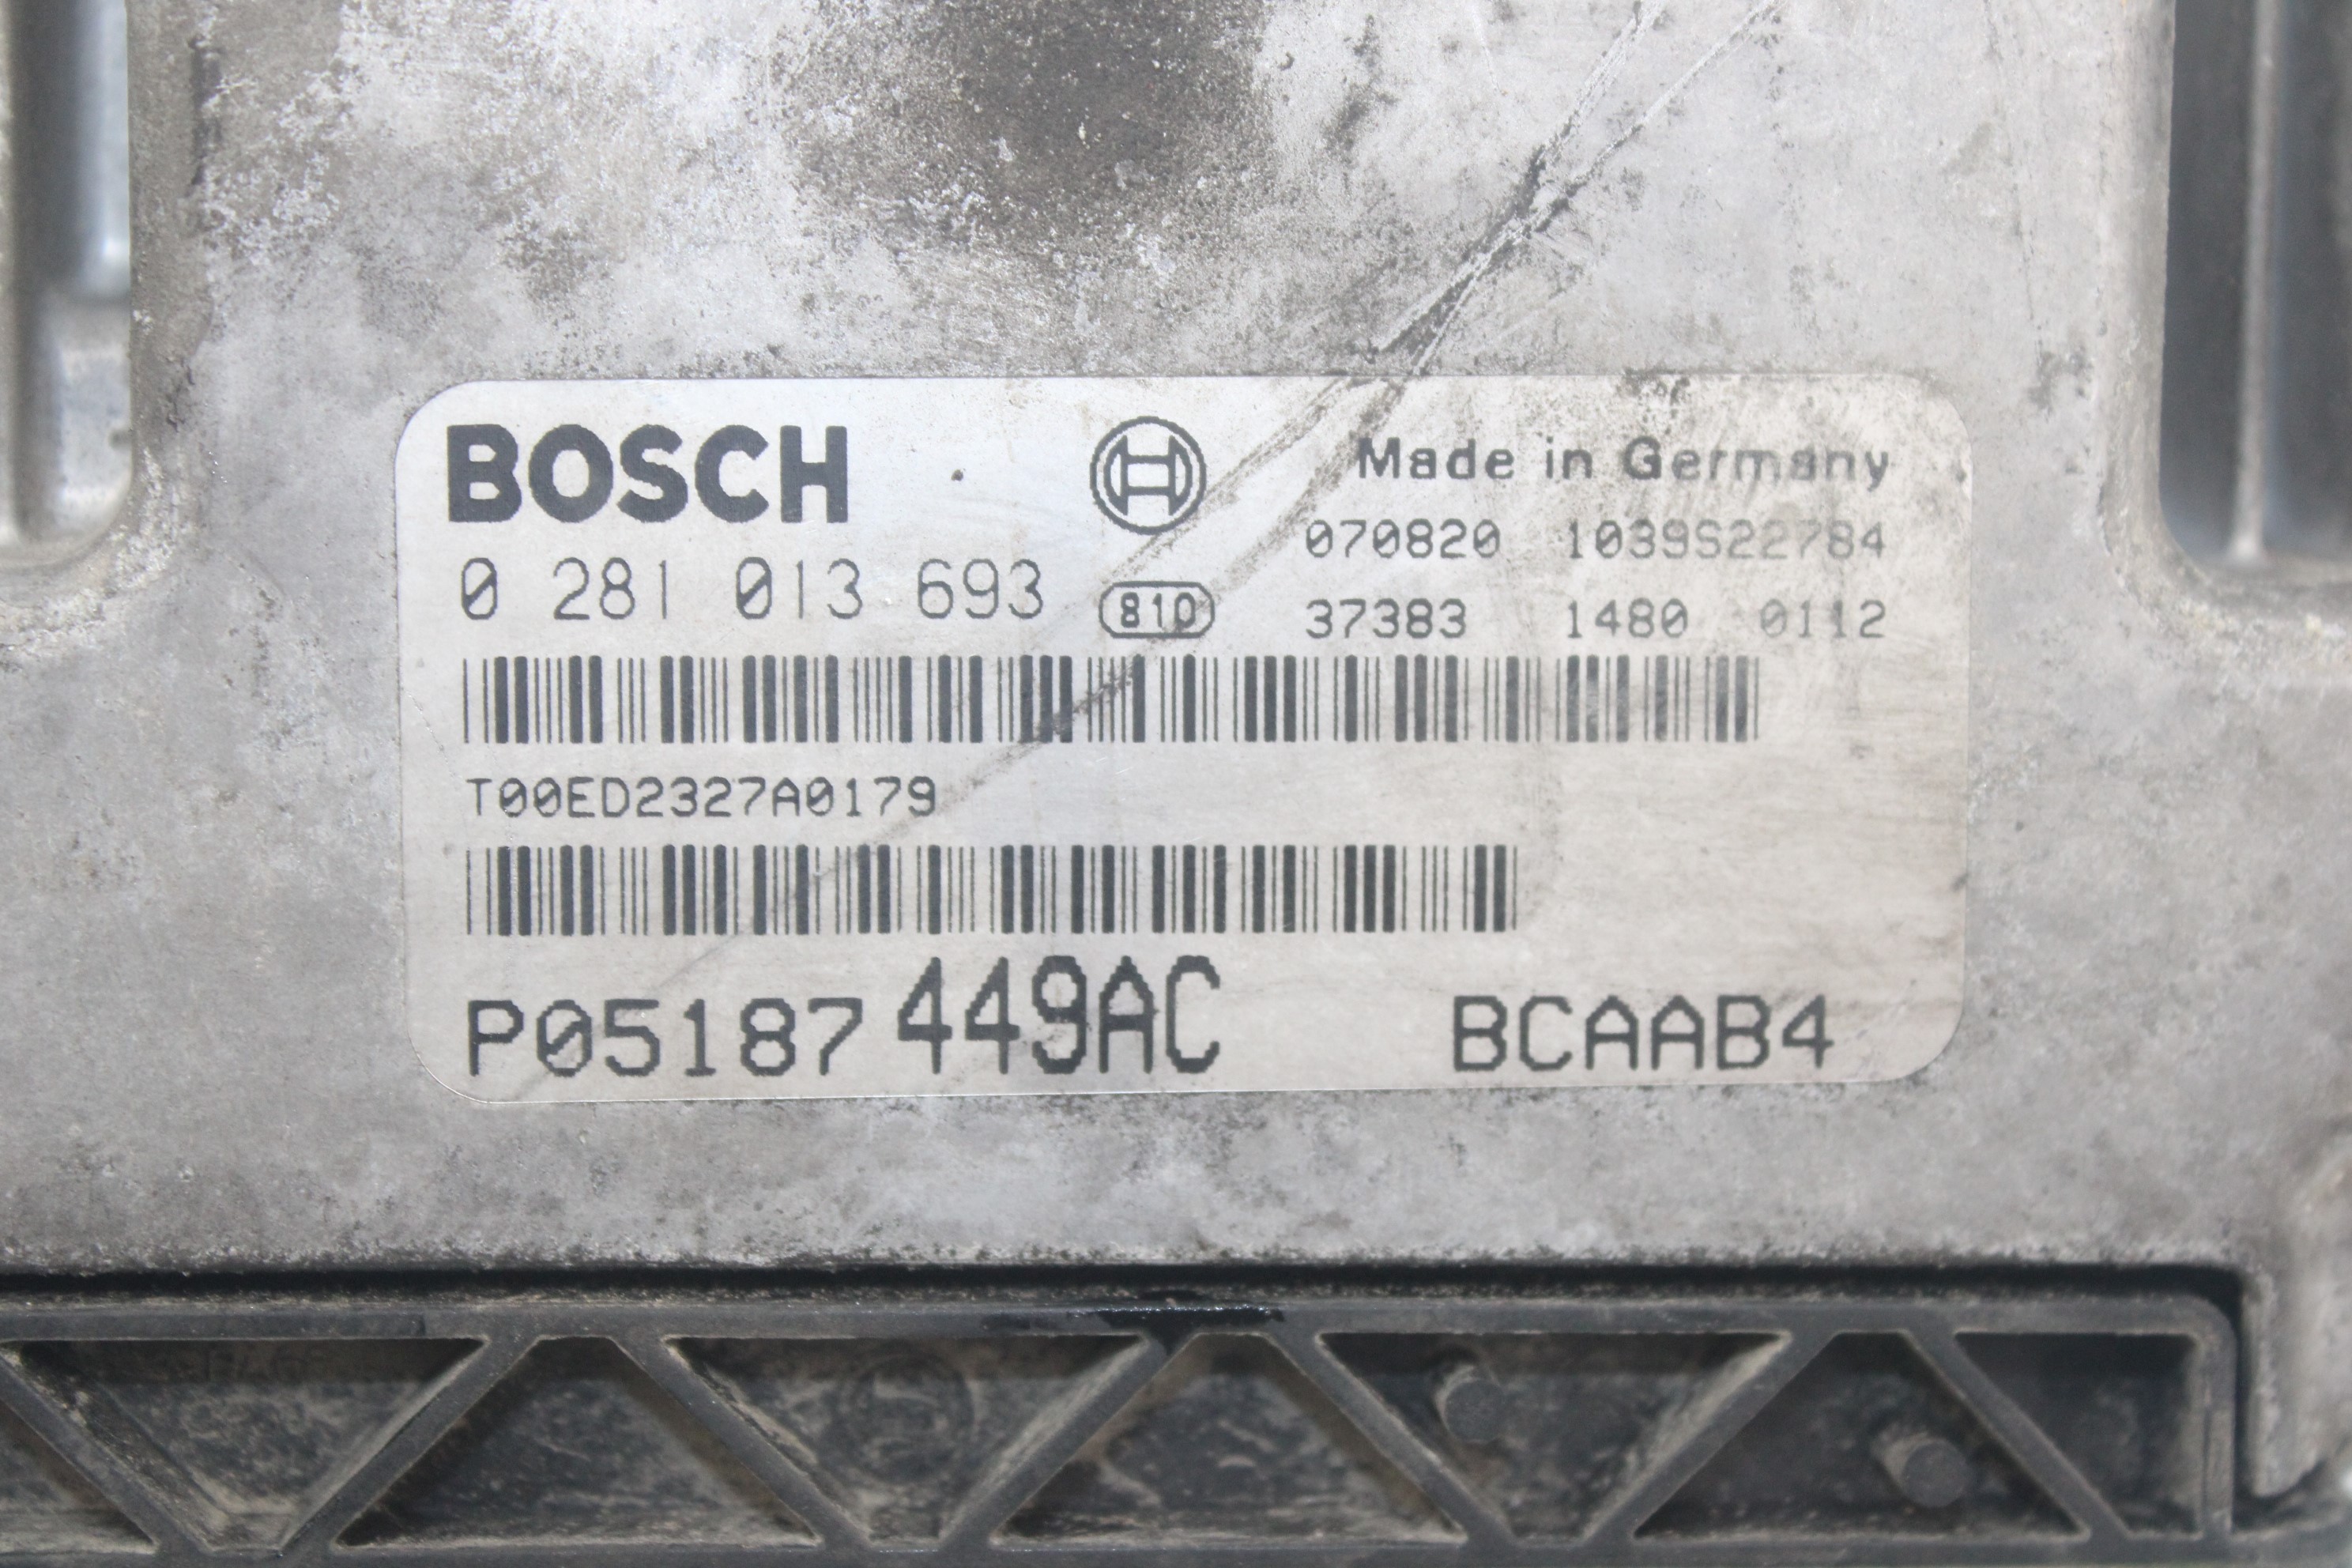 BOSCH
Made in Germany
070820 1039S22784
0 281 013 693
810
37383 1480 0112
T00ED2327A0179
P05187449AC BCAAB4